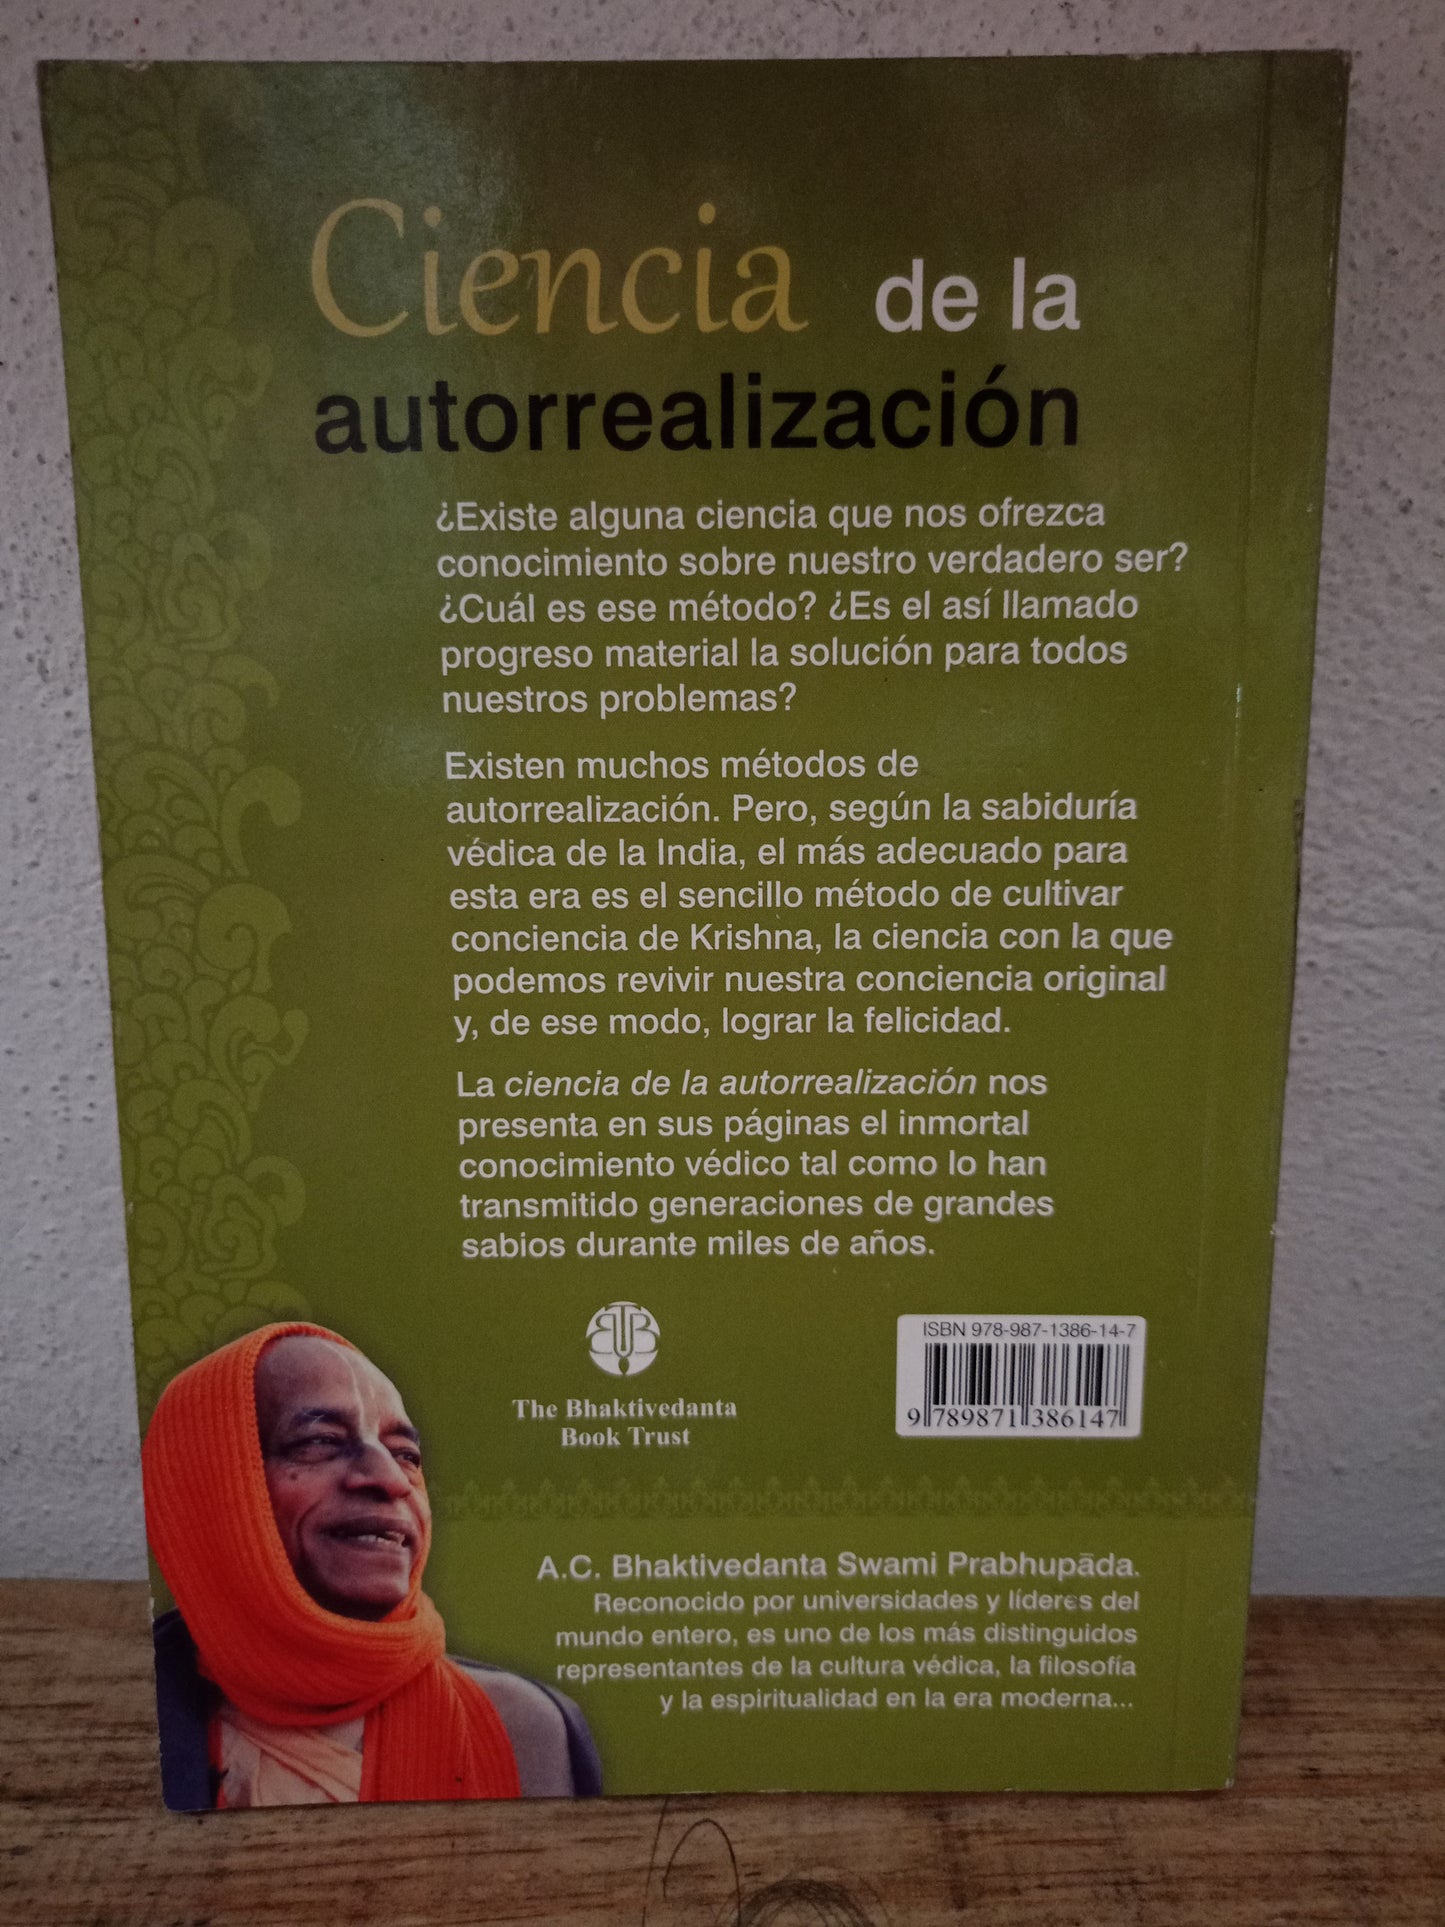 Ciencia de la
autorrealización
¿Existe alguna ciencia que nos ofrezca
conocimiento sobre nuestro verdadero ser?
¿Cuál es ese método? ¿Es el así llamado
progreso material la solución para todos
nuestros problemas?
Existen muchos métodos de
autorrealización. Pero, según la sabiduría
védica de la India, el más adecuado para
esta era es el sencillo método de cultivar
conciencia de Krishna, la ciencia con la que
podemos revivir nuestra conciencia original
y, de ese modo, lograr la felicidad.
La ciencia de la autorrealización nos
presenta en sus páginas el inmortal
conocimiento védico tal como lo han
transmitido generaciones de grandes
sabios durante miles de años.
BTB
The Bhaktivedanta
Book Trust
ISBN 978-987-1386-14-7
9 789871 386147
A.C. Bhaktivedanta Swami Prabhupāda.
Reconocido por universidades y líderes del
mundo entero, es uno de los más distinguidos
representantes de la cultura védica, la filosofía
y la espiritualidad en la era moderna...